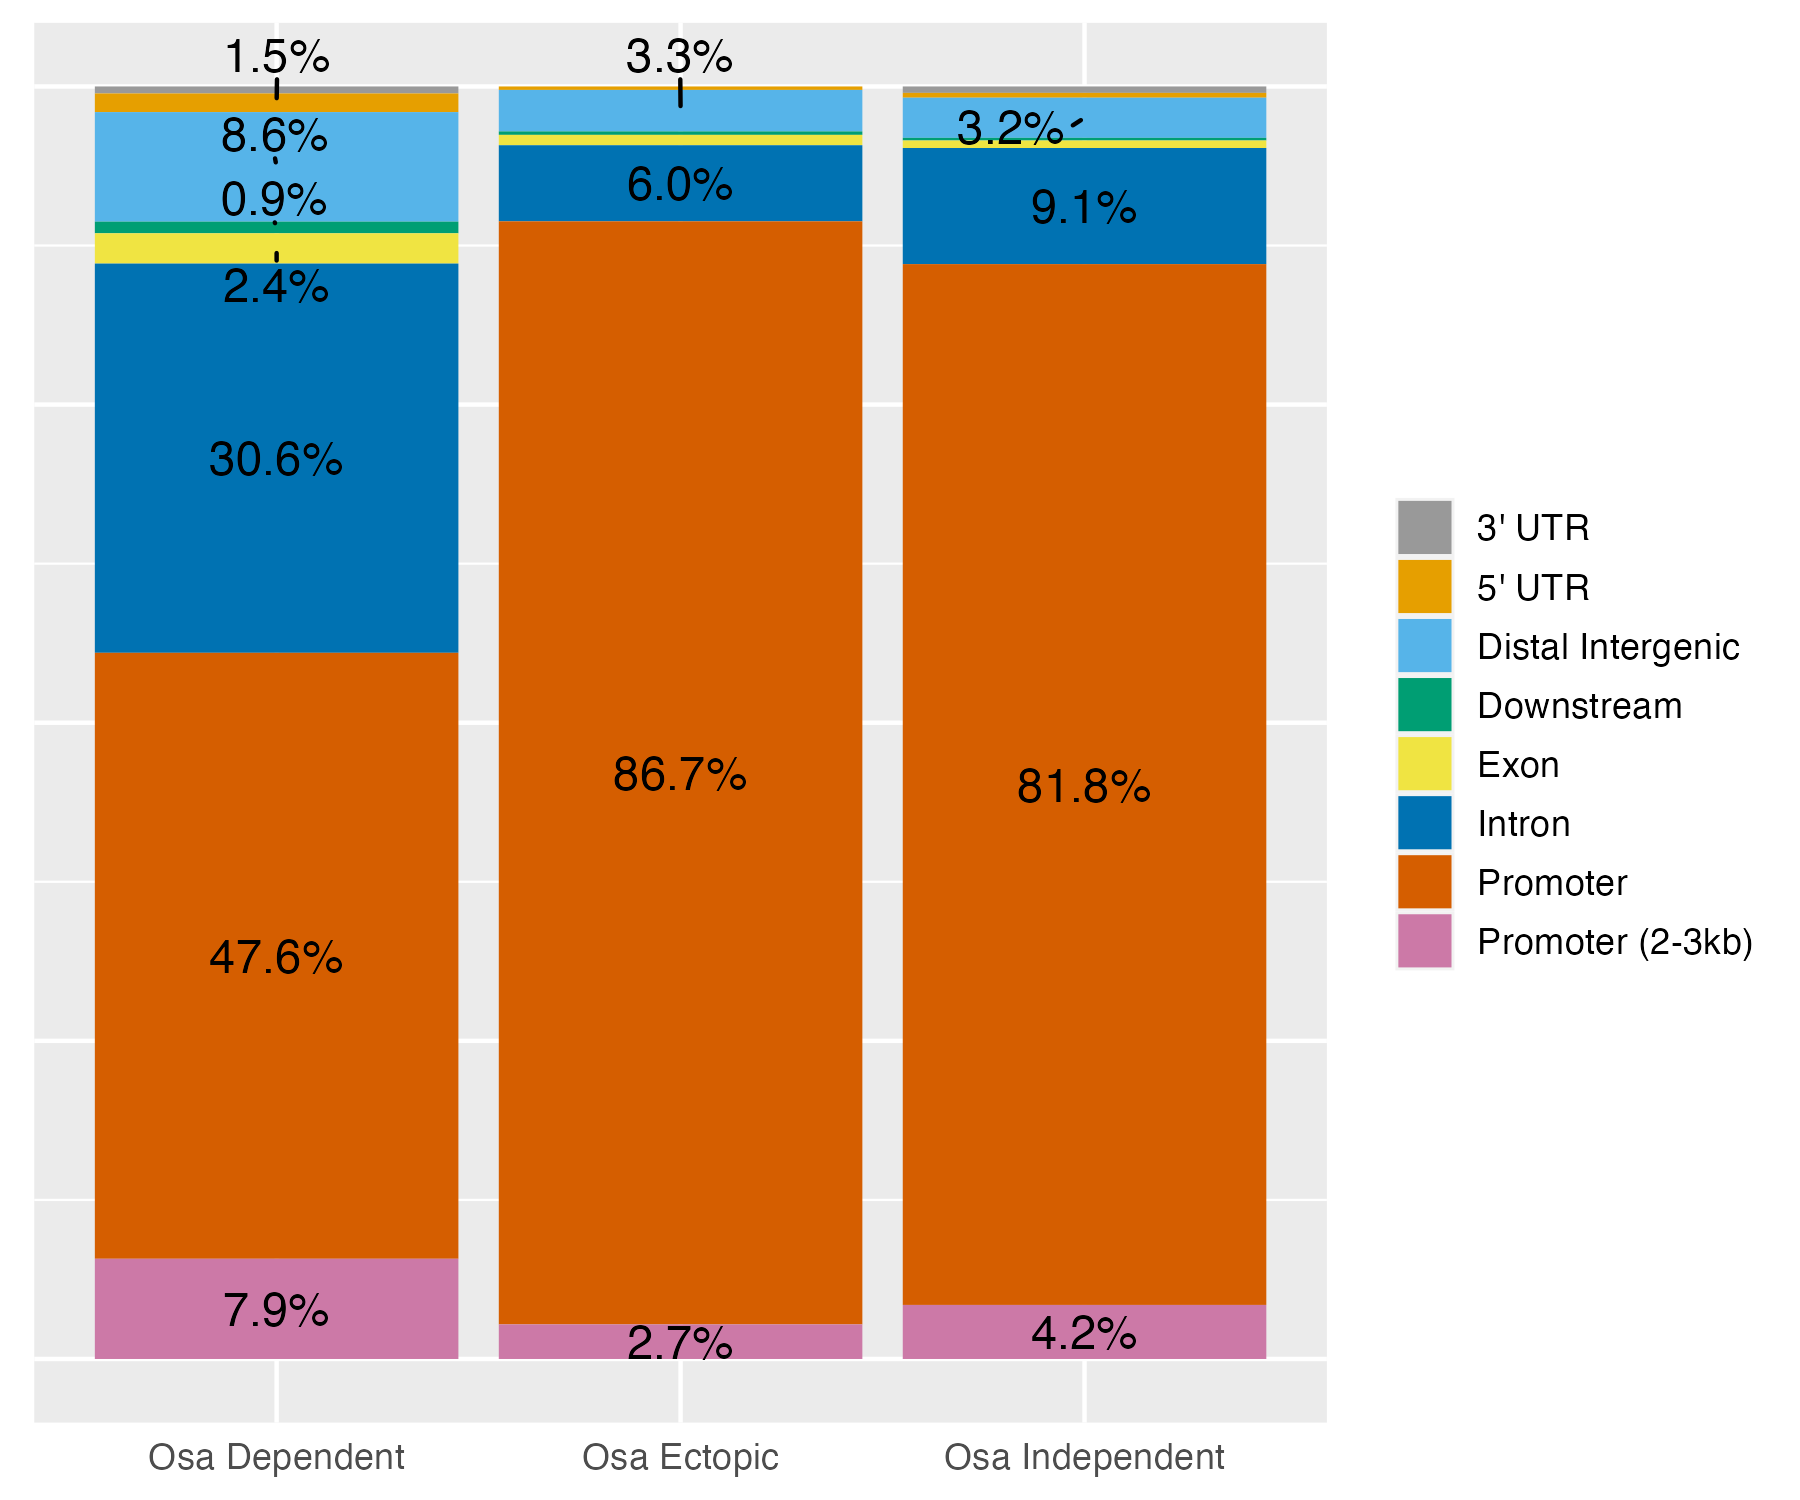 1.5%
3.3%
8.6%
3.2%
0.9%
6.0%
9.1%
2.4%
30.6%
86.7%
81.8%
47.6%
7.9%
2.7%
4.2%
3' UTR
5' UTR
Distal Intergenic
Downstream
Exon
Intron
Promoter
Promoter (2-3kb)
Osa Dependent
Osa Ectopic
Osa Independent